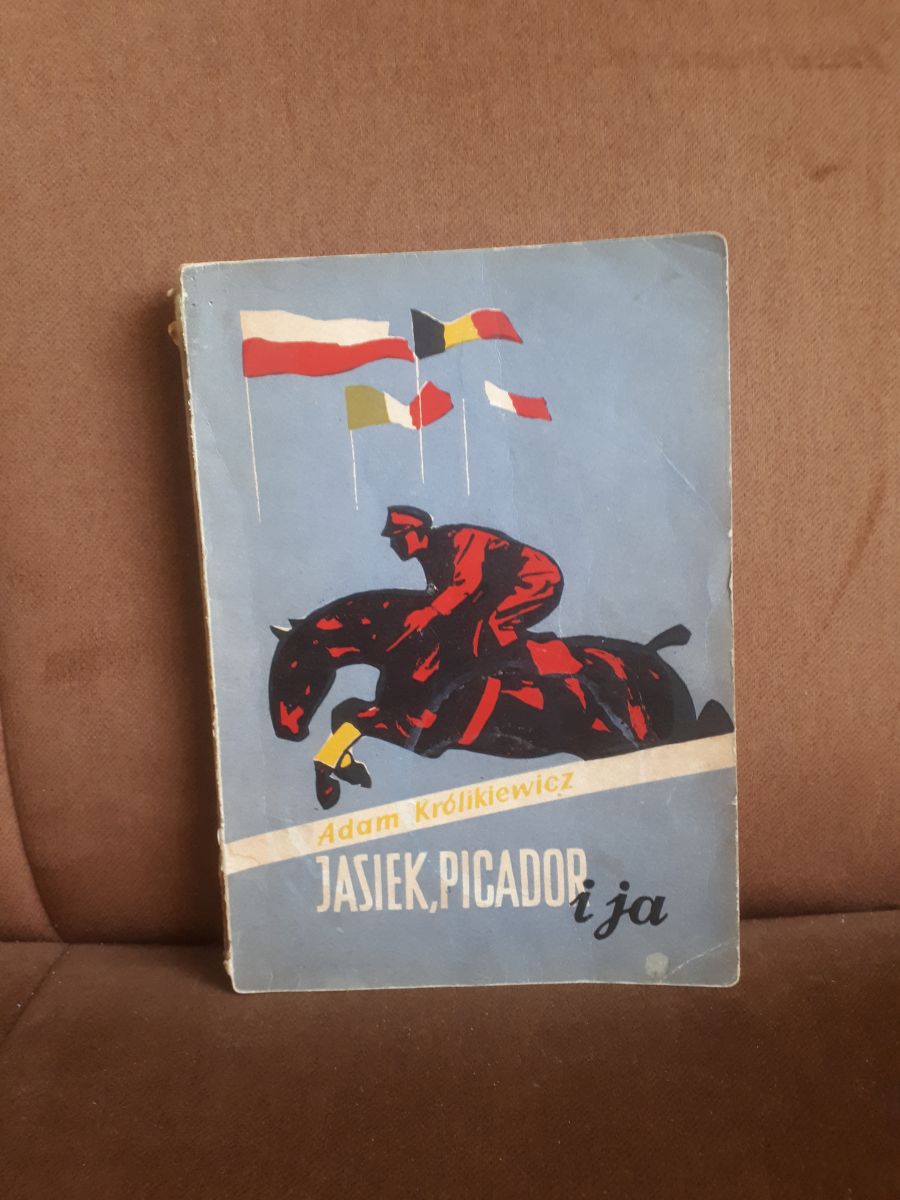 Adam Królikiewicz
JASIEK, PICADOR
i ja